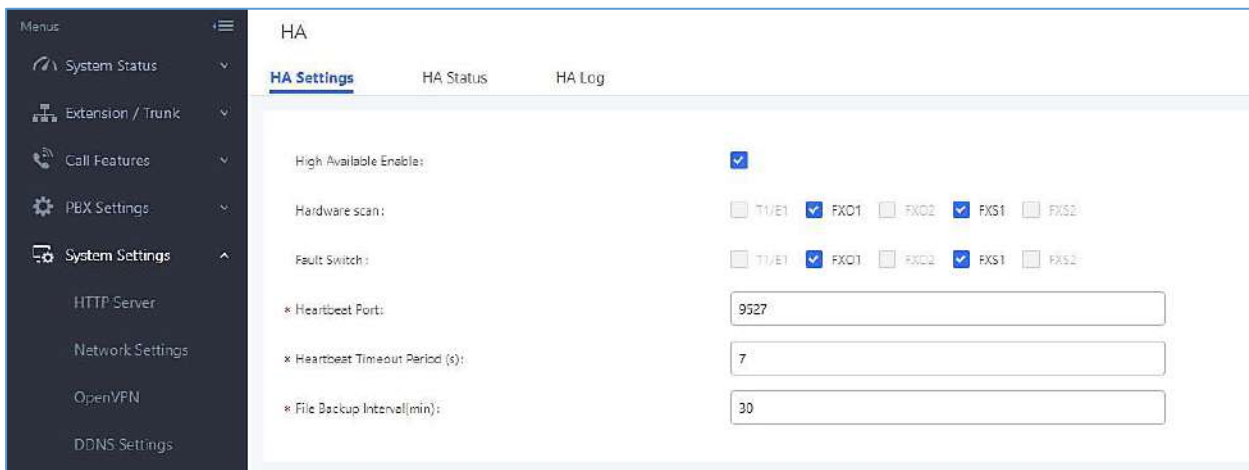 Menus
System Status
Extension / Trunk
Call Features
PBX Settings
System Settings
HTTP Server
Network Settings
OpenVPN
DDNS Settings
HA
HA Settings HA Status HA Log
High Available Enable:
Hardware scan: T1/E1 FXO1 FXO2 FXS1 FXS2
Fault Switch: T1/E1 FXO1 FXO2 FXS1 FXS2
* Heartbeat Port: 9527
* Heartbeat Timeout Period (s): 7
* File Backup Interval(min): 30